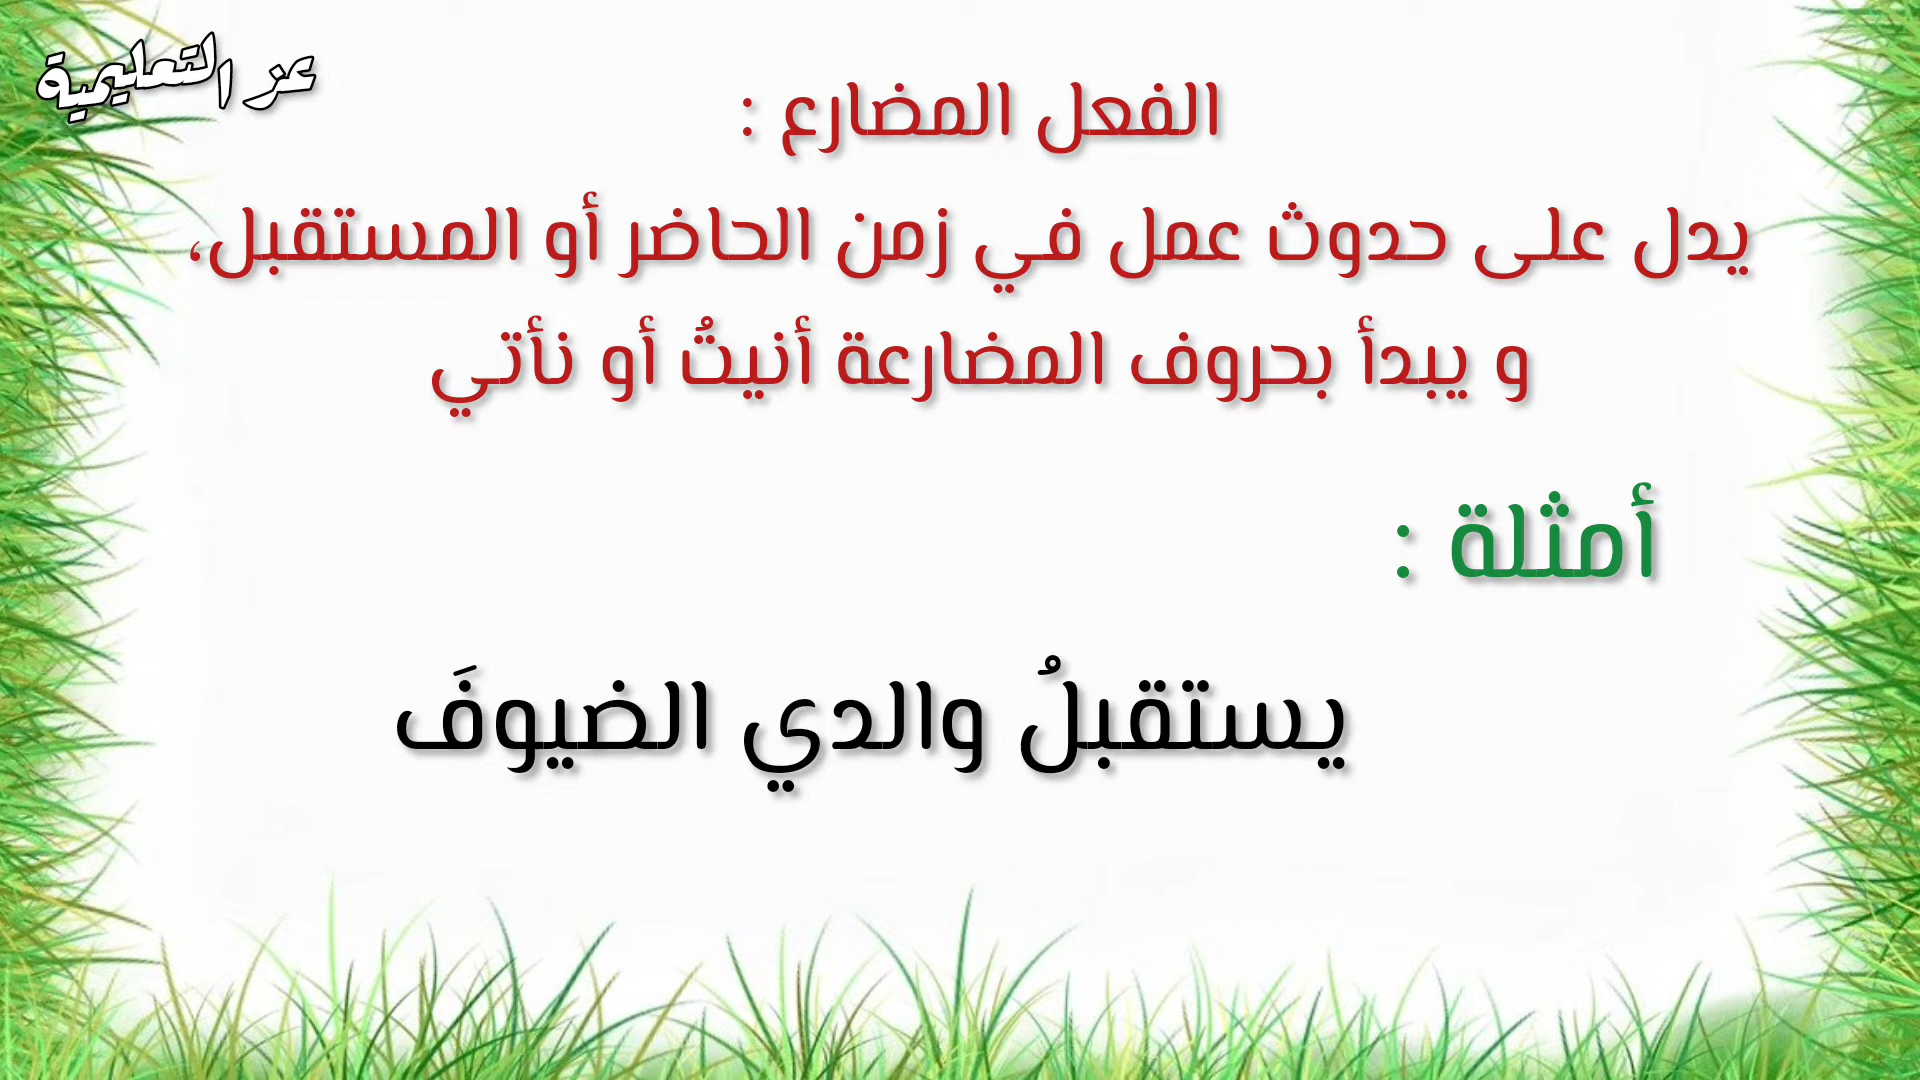 عز التعليمية
الفعل المضارع :
يدل على حدوث عمل في زمن الحاضر أو المستقبل،
و يبدأ بحروف المضارعة أنيتُ أو نأتي
أمثلة :
يستقبلُ والدي الضيوفَ